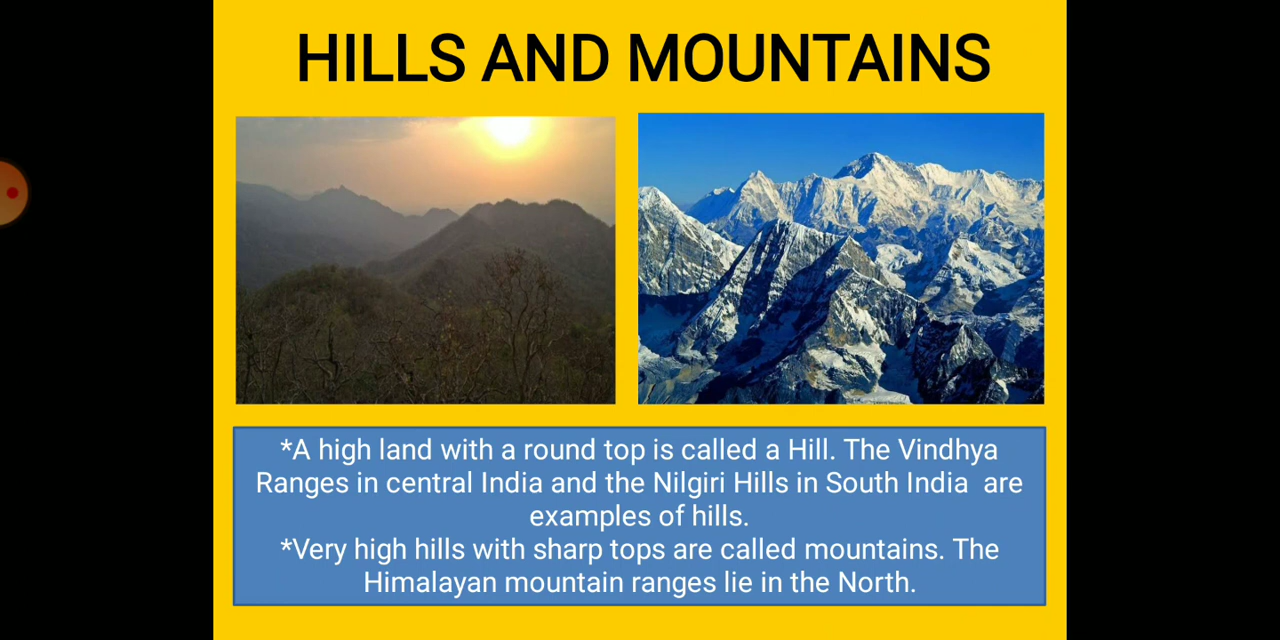 HILLS AND MOUNTAINS
*A high land with a round top is called a Hill. The Vindhya
Ranges in central India and the Nilgiri Hills in South India  are
examples of hills.
*Very high hills with sharp tops are called mountains. The
Himalayan mountain ranges lie in the North.